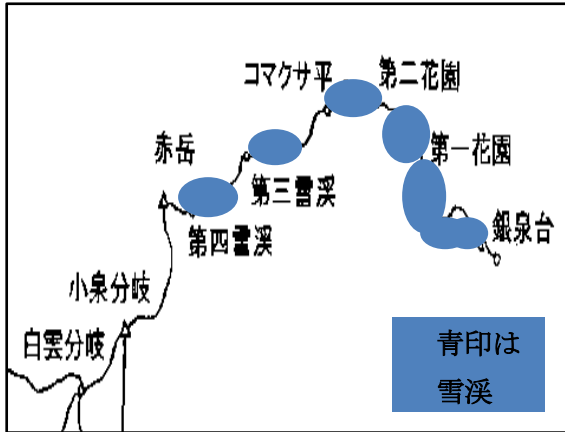 コマクサ平
第二花園
赤岳
第一花園
第三雪渓
銀泉台
第四雪渓
小泉分岐
白雲分岐
青印は
雪渓